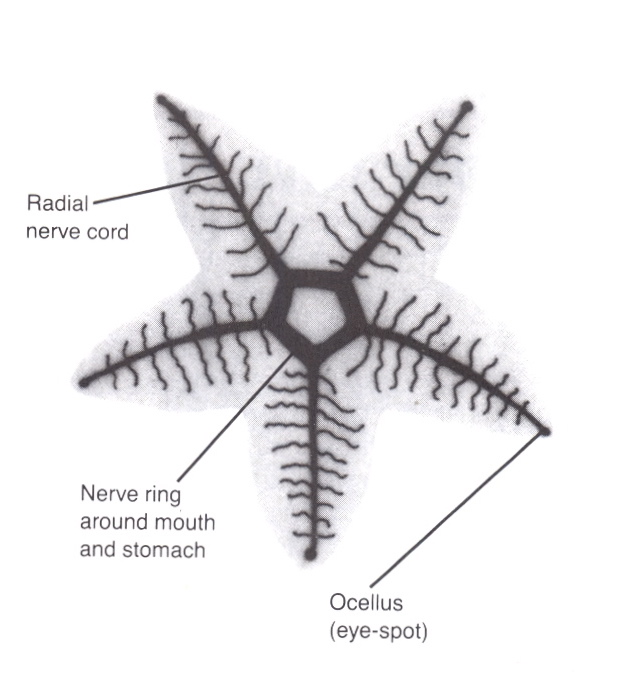 Radial
nerve cord
Nerve ring
around mouth
and stomach
Ocellus
(eye-spot)